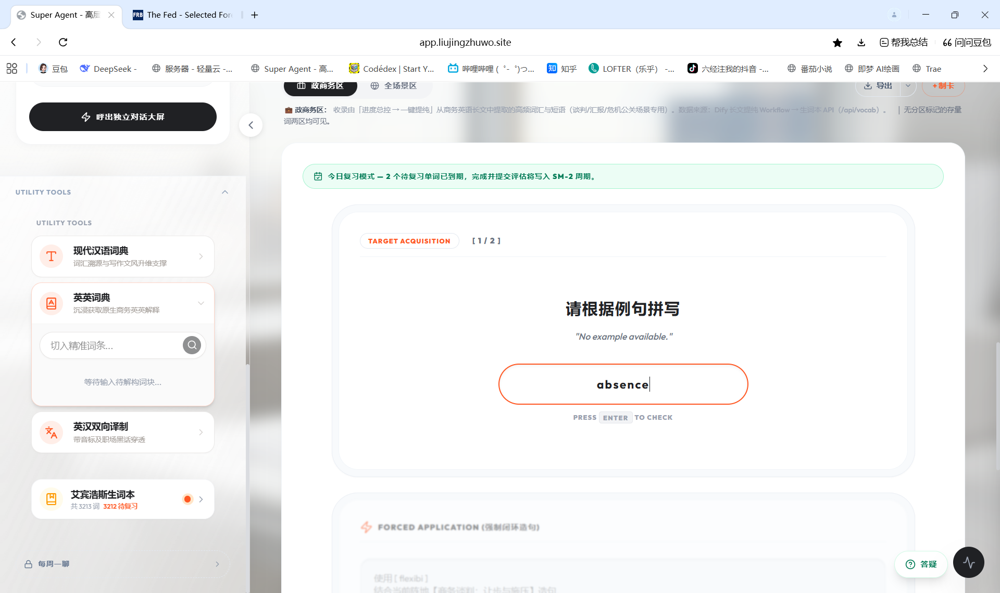 Super Agent - 高层
The Fed - Selected For
app.liujingzhuwo.site
帮我总结
问问豆包
豆包
DeepSeek -
服务器 - 轻量云 -...
Super Agent - 高...
Codédex | Start Y...
哔哩哔哩 ( ゜- ゜)つ...
知乎
LOFTER（乐乎） -...
六经注我的抖音 -...
番茄小说
即梦 AI绘画
Trae
呼出独立对话大屏
UTILITY TOOLS
UTILITY TOOLS
现代汉语词典
词汇溯源与写作文风升维支撑
英英词典
沉浸获取原生商务英英解释
切入精准词条...
等待输入待解构词块...
英汉双向译制
带音标及职场黑话穿透
艾宾浩斯生词本
共 3213 词 3212 待复习
每周一聊
政商务区
全场景区
导出
+ 制卡
💼 政商务区： 收录由「进度总控 → 一键提纯」从商务英语长文中提取的高频词汇与短语（谈判/汇报/危机公关场景专用）。数据来源：Dify 长文提纯 Workflow → 生词本 API（/api/vocab）。 | 无分区标记的存量
词两区均可见。
今日复习模式 — 2 个待复习单词已到期，完成并提交评估将写入 SM-2 周期。
TARGET ACQUISITION
[ 1 / 2 ]
请根据例句拼写
"No example available."
absence
PRESS ENTER TO CHECK
FORCED APPLICATION (强制闭环造句)
使用 [ flexibi ]
结合当前阵地【商务谈判：让步与施压】造句
答疑